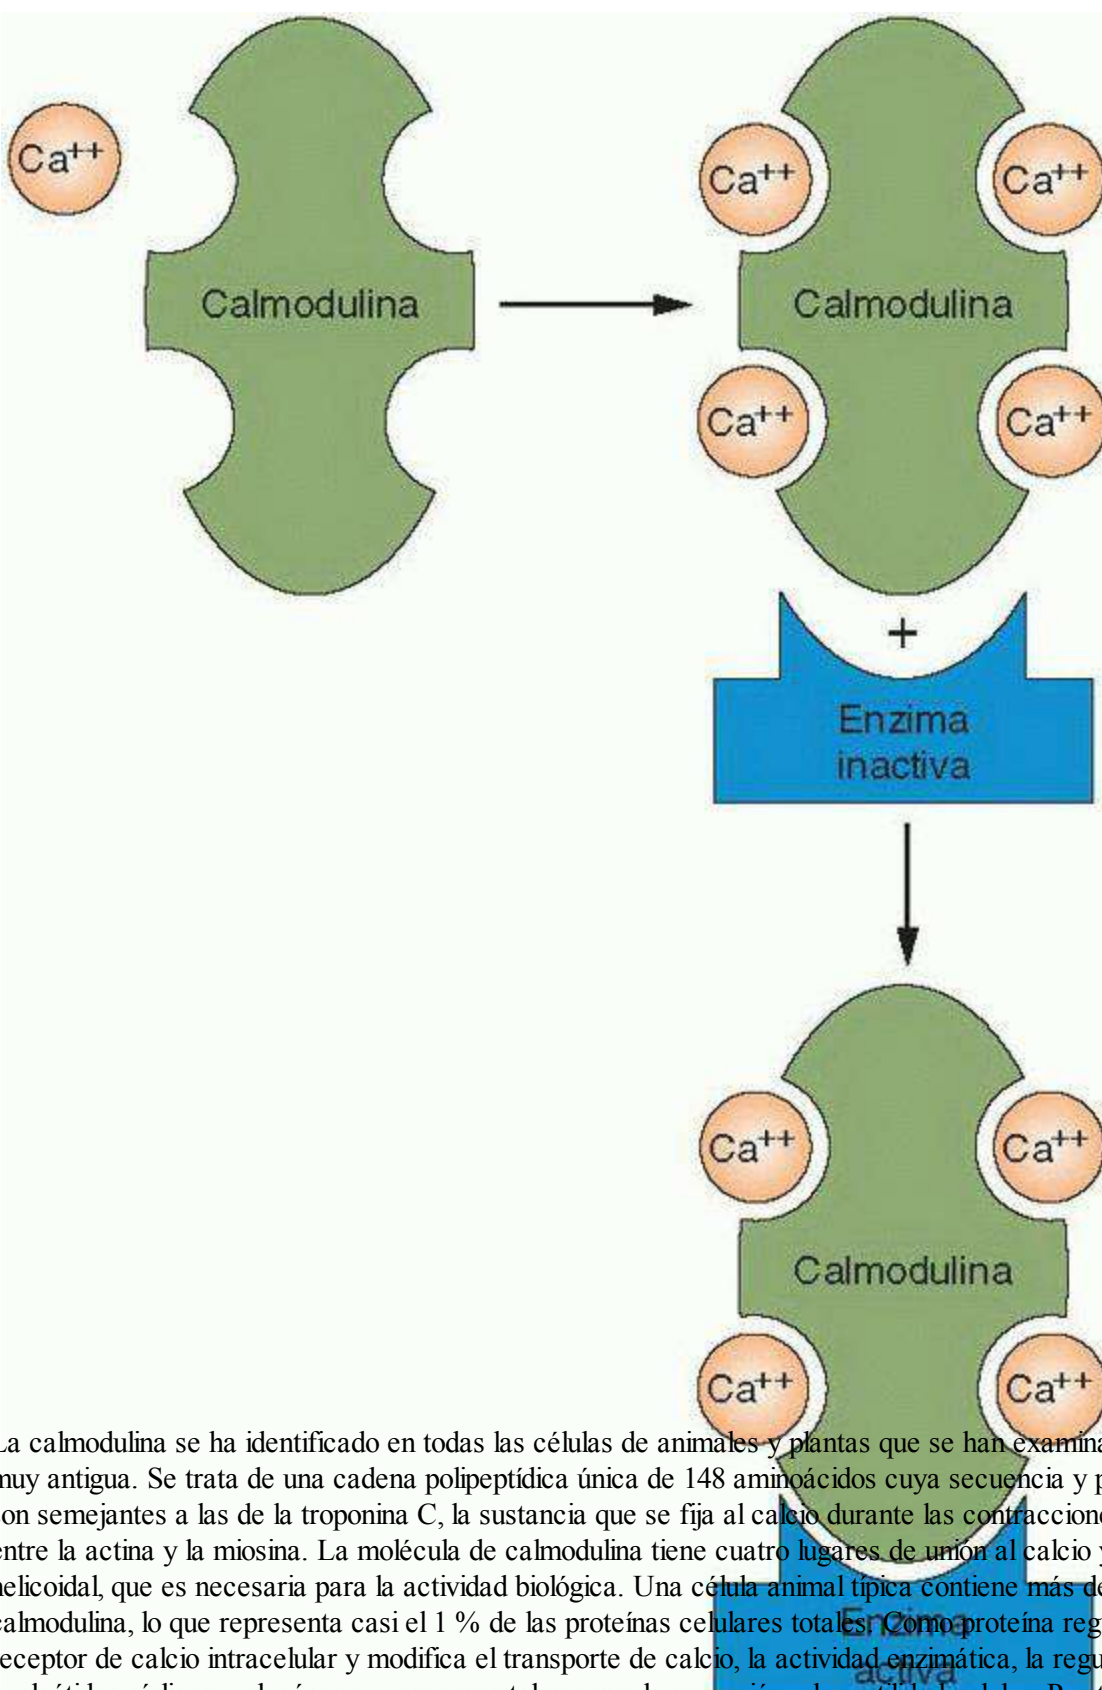 Ca++
Calmodulina
Ca++
Ca++
Calmodulina
Ca++
Ca++
+
Enzima
inactiva
Ca++
Ca++
Calmodulina
Ca++
Ca++
La calmodulina se ha identificado en todas las células de animales y plantas que se han examina
muy antigua. Se trata de una cadena polipeptídica única de 148 aminoácidos cuya secuencia y p
son semejantes a las de la troponina C, la sustancia que se fija al calcio durante las contraccione
entre la actina y la miosina. La molécula de calmodulina tiene cuatro lugares de unión al calcio y
helicoidal, que es necesaria para la actividad biológica. Una célula animal típica contiene más de
calmodulina, lo que representa casi el 1 % de las proteínas celulares totales. Como proteína reg
receptor de calcio intracelular y modifica el transporte de calcio, la actividad enzimática, la regu
Enzima
activa